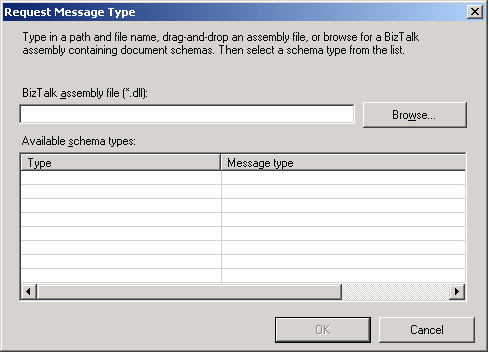 Request Message Type
Type in a path and file name, drag-and-drop an assembly file, or browse for a BizTalk
assembly containing document schemas. Then select a schema type from the list.
BizTalk assembly file (*.dll):
Browse...
Available schema types:
Type Message type
OK Cancel